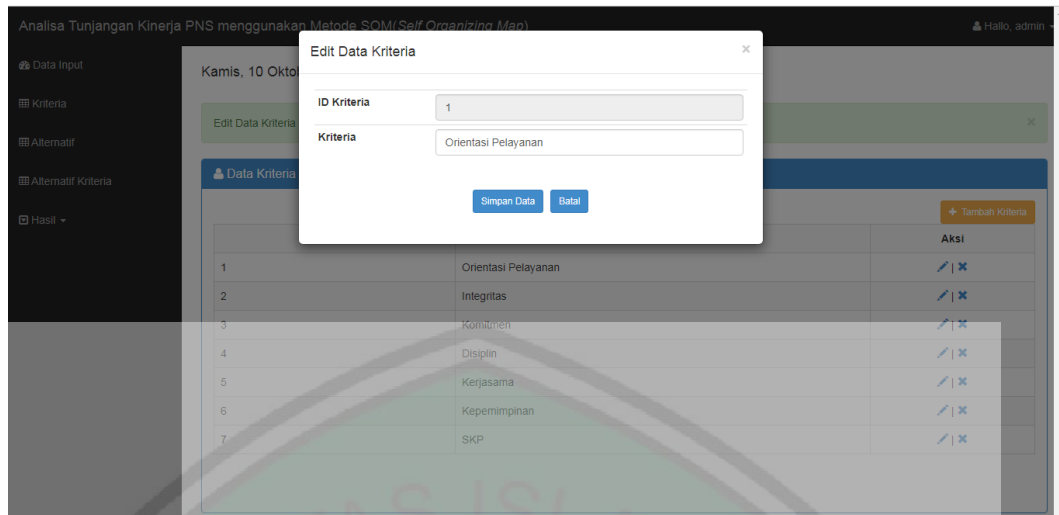 Analisa Tunjangan Kinerja PNS menggunakan Metode SOM(Self Organizing Map)
Hallo, admin
Data Input
Kriteria
Alternatif
Alternatif Kriteria
Hasil
Kamis, 10 Okto
Edit Data Kriteria
×
Data Kriteria
+ Tambah Kriteria
Edit Data Kriteria
×
ID Kriteria
1
Kriteria
Orientasi Pelayanan
Simpan Data Batal
Aksi
1 Orientasi Pelayanan |
2 Integritas |
3 Komitmen |
4 Disiplin |
5 Kerjasama |
6 Kepemimpinan |
7 SKP |